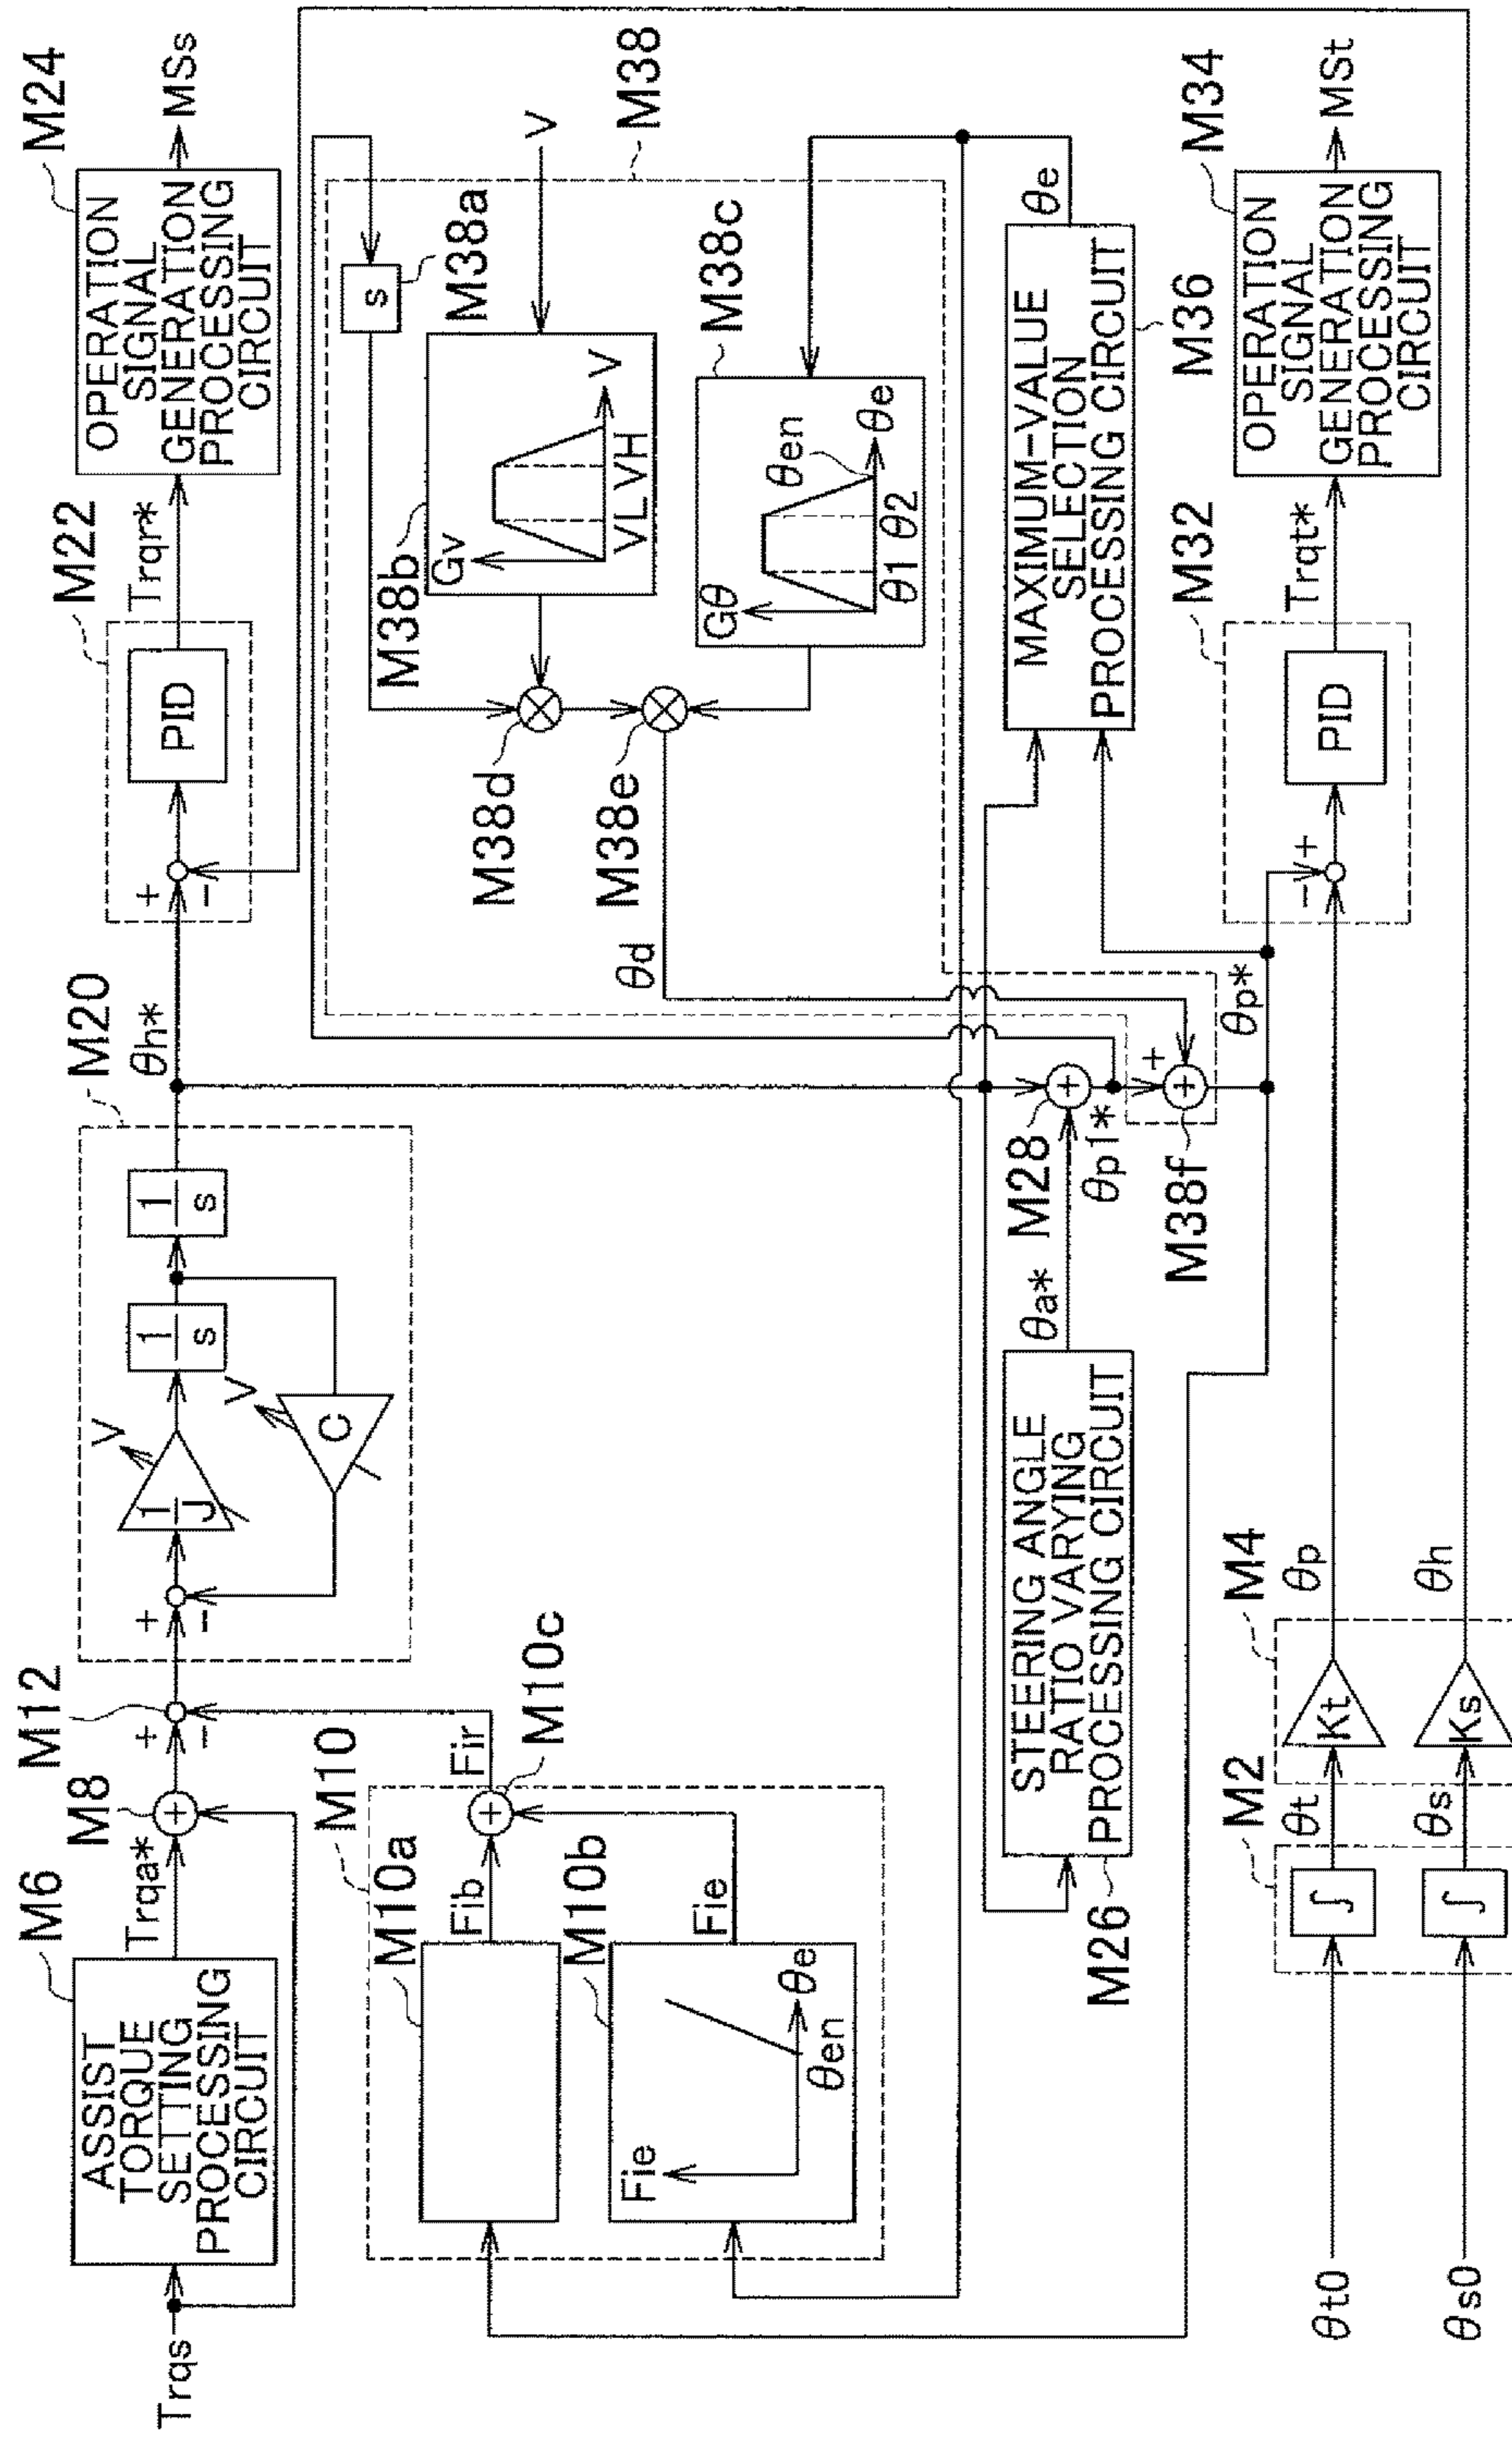 Trqs
M6
ASSIST
TORQUE
SETTING
PROCESSING
CIRCUIT
Trqa*
M8
+
M12
+
−
M20
+
−
1
J
V
1
s
1
s
C
V
θh*
M22
+
−
PID
Trqr*
M24
OPERATION
SIGNAL
GENERATION
PROCESSING
CIRCUIT
MSs
M10
M10a
Fib
M10c
+
Fir
M10b
Fie
θen
θe
Fie
M38
s
M38a
V
M38b
Gv
VL VH
V
M38c
Gθ
θ1 θ2
θen
θe
M38d
M38e
θd
M26
STEERING ANGLE
RATIO VARYING
PROCESSING CIRCUIT
θa*
M28
+
θp1*
M38f
+
+
θp*
MAXIMUM-VALUE
SELECTION
PROCESSING CIRCUIT
M36
θe
M32
−
+
PID
Trqt*
M34
OPERATION
SIGNAL
GENERATION
PROCESSING
CIRCUIT
MSt
θt0
M2
∫
θt
M4
Kt
θp
θs0
∫
θs
Ks
θh